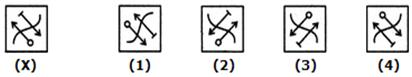 (X) (1) (2) (3) (4)